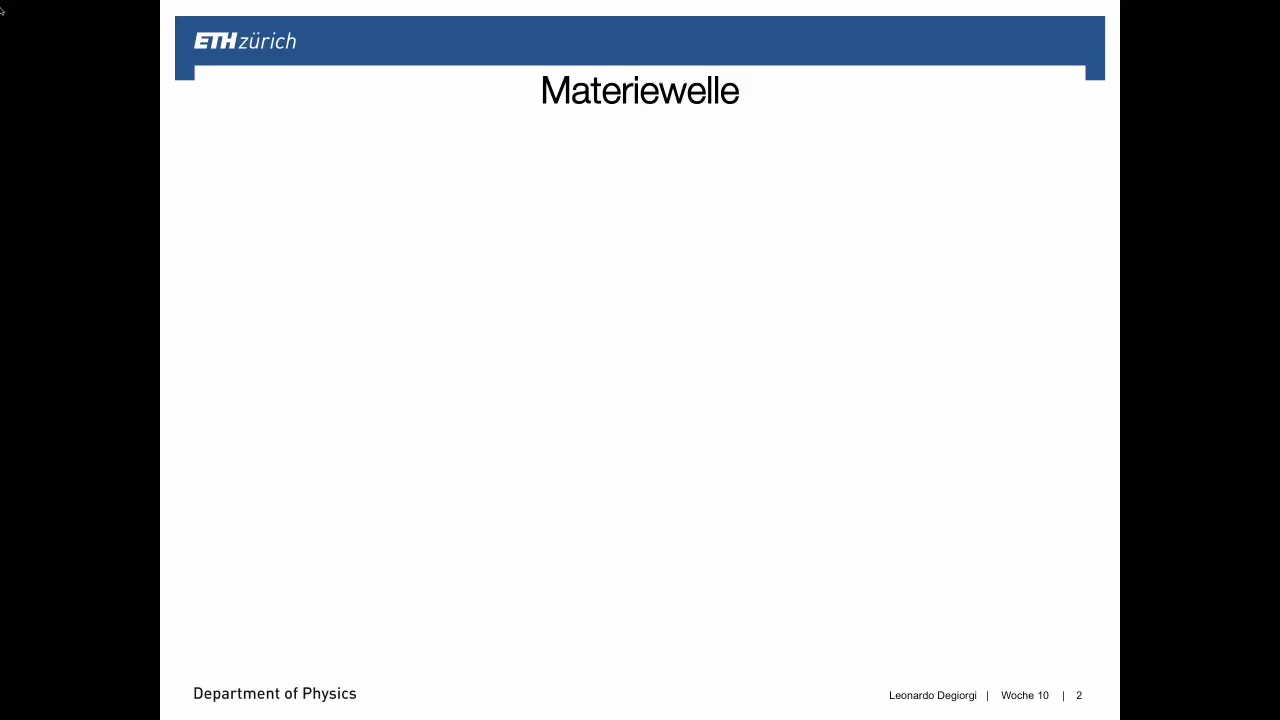 ETH zürich
Materiewelle
Department of Physics
Leonardo Degiorgi | Woche 10 | 2